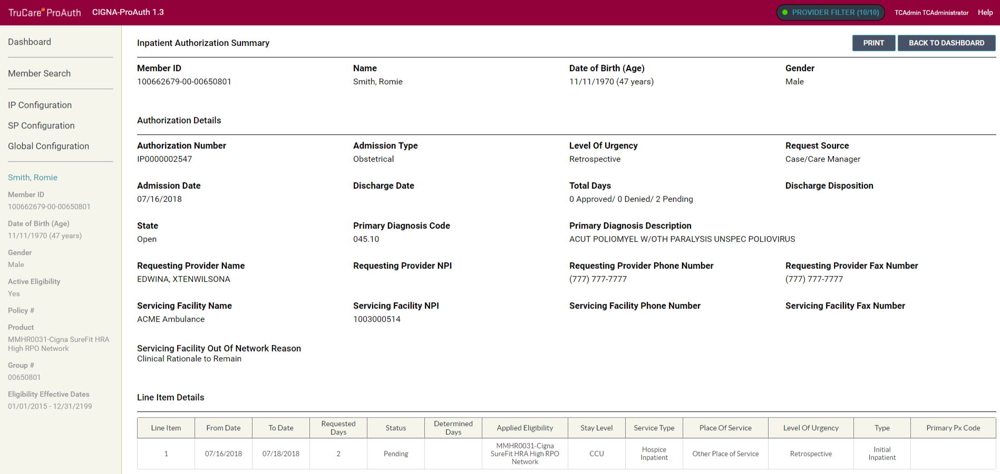 TruCare ProAuth CIGNA-ProAuth 1.3 PROVIDER FILTER (10/10) TCAdmin TCAdministrator Help
Dashboard
Member Search
IP Configuration
SP Configuration
Global Configuration
Smith, Romie
Member ID
100662679-00-00650801
Date of Birth (Age)
11/11/1970 (47 years)
Gender
Male
Active Eligibility
Yes
Policy #
Product
MMHR0031-Cigna SureFit HRA
High RPO Network
Group #
00650801
Eligibility Effective Dates
01/01/2015 - 12/31/2199
Inpatient Authorization Summary PRINT BACK TO DASHBOARD
Member ID Name Date of Birth (Age) Gender
100662679-00-00650801 Smith, Romie 11/11/1970 (47 years) Male
Authorization Details
Authorization Number Admission Type Level Of Urgency Request Source
IP0000002547 Obstetrical Retrospective Case/Care Manager
Admission Date Discharge Date Total Days Discharge Disposition
07/16/2018 0 Approved/ 0 Denied/ 2 Pending
State Primary Diagnosis Code Primary Diagnosis Description
Open 045.10 ACUT POLIOMYEL W/OTH PARALYSIS UNSPEC POLIOVIRUS
Requesting Provider Name Requesting Provider NPI Requesting Provider Phone Number Requesting Provider Fax Number
EDWINA, XTENWILSONA (777) 777-7777 (777) 777-7777
Servicing Facility Name Servicing Facility NPI Servicing Facility Phone Number Servicing Facility Fax Number
ACME Ambulance 1003000514
Servicing Facility Out Of Network Reason
Clinical Rationale to Remain
Line Item Details
Line Item From Date To Date Requested Days Status Determined Days Applied Eligibility Stay Level Service Type Place Of Service Level Of Urgency Type Primary Px Code
1 07/16/2018 07/18/2018 2 Pending MMHR0031-Cigna SureFit HRA High RPO Network CCU Hospice Inpatient Other Place of Service Retrospective Initial Inpatient